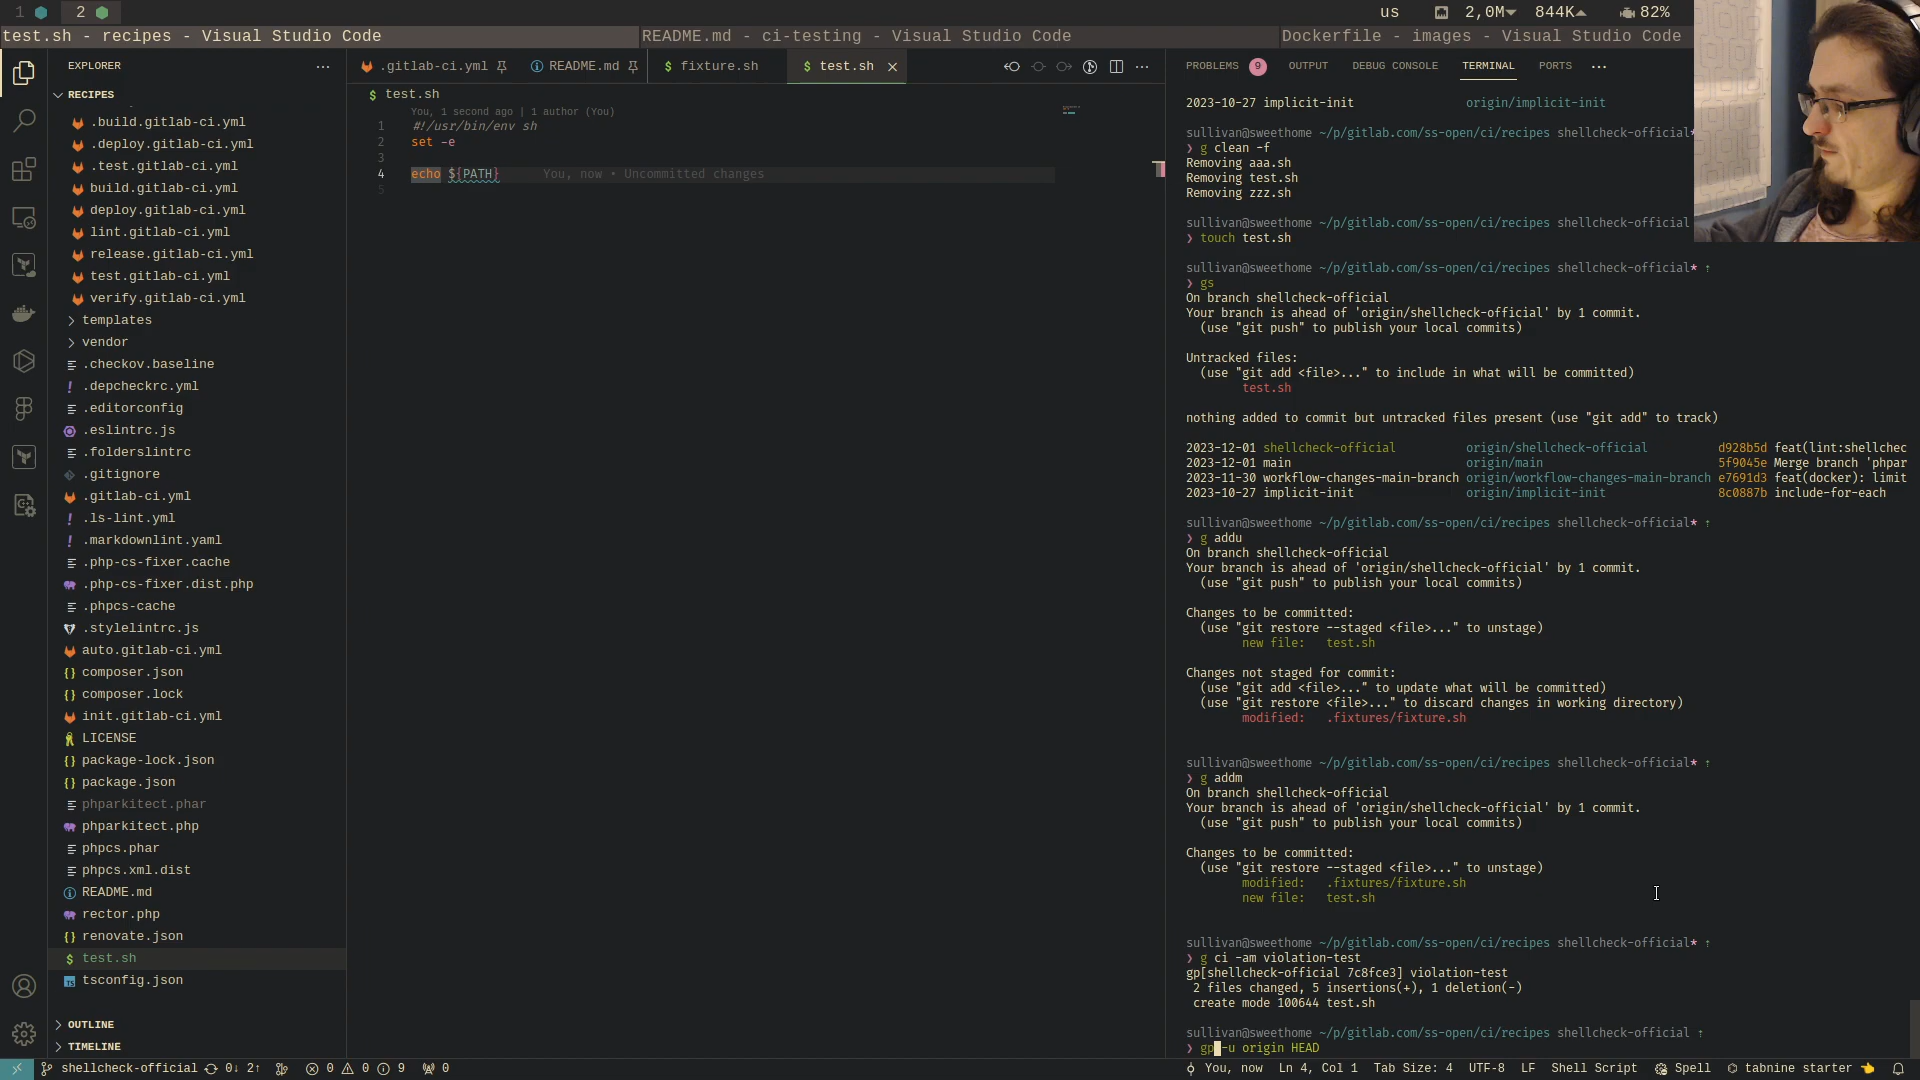 1 2 us 2,0M 844K 82%
test.sh - recipes - Visual Studio Code README.md - ci-testing - Visual Studio Code Dockerfile - images - Visual Studio Code
EXPLORER
RECIPES
.build.gitlab-ci.yml
.deploy.gitlab-ci.yml
.test.gitlab-ci.yml
build.gitlab-ci.yml
deploy.gitlab-ci.yml
lint.gitlab-ci.yml
release.gitlab-ci.yml
test.gitlab-ci.yml
verify.gitlab-ci.yml
templates
vendor
.checkov.baseline
.depcheckrc.yml
.editorconfig
.eslintrc.js
.folderslintrc
.gitignore
.gitlab-ci.yml
.ls-lint.yml
.markdownlint.yaml
.php-cs-fixer.cache
.php-cs-fixer.dist.php
.phpcs-cache
.stylelintrc.js
auto.gitlab-ci.yml
composer.json
composer.lock
init.gitlab-ci.yml
LICENSE
package-lock.json
package.json
phparkitect.phar
phparkitect.php
phpcs.phar
phpcs.xml.dist
README.md
rector.php
renovate.json
test.sh
tsconfig.json
OUTLINE
TIMELINE
.gitlab-ci.yml README.md fixture.sh test.sh
test.sh
You, 1 second ago | 1 author (You)
1 #!/usr/bin/env sh
2 set -e
3
4 echo ${PATH} You, now • Uncommitted changes
5
PROBLEMS 9 OUTPUT DEBUG CONSOLE TERMINAL PORTS
2023-10-27 implicit-init origin/implicit-init
sullivan@sweethome ~/p/gitlab.com/ss-open/ci/recipes shellcheck-official*
❯ g clean -f
Removing aaa.sh
Removing test.sh
Removing zzz.sh
sullivan@sweethome ~/p/gitlab.com/ss-open/ci/recipes shellcheck-official
❯ touch test.sh
sullivan@sweethome ~/p/gitlab.com/ss-open/ci/recipes shellcheck-official* ↑
❯ gs
On branch shellcheck-official
Your branch is ahead of 'origin/shellcheck-official' by 1 commit.
(use "git push" to publish your local commits)
Untracked files:
(use "git add <file>..." to include in what will be committed)
test.sh
nothing added to commit but untracked files present (use "git add" to track)
2023-12-01 shellcheck-official origin/shellcheck-official d928b5d feat(lint:shellchec
2023-12-01 main origin/main 5f9045e Merge branch 'phpar
2023-11-30 workflow-changes-main-branch origin/workflow-changes-main-branch e7691d3 feat(docker): limit
2023-10-27 implicit-init origin/implicit-init 8c0887b include-for-each
sullivan@sweethome ~/p/gitlab.com/ss-open/ci/recipes shellcheck-official* ↑
❯ g addu
On branch shellcheck-official
Your branch is ahead of 'origin/shellcheck-official' by 1 commit.
(use "git push" to publish your local commits)
Changes to be committed:
(use "git restore --staged <file>..." to unstage)
new file: test.sh
Changes not staged for commit:
(use "git add <file>..." to update what will be committed)
(use "git restore <file>..." to discard changes in working directory)
modified: .fixtures/fixture.sh
sullivan@sweethome ~/p/gitlab.com/ss-open/ci/recipes shellcheck-official* ↑
❯ g addm
On branch shellcheck-official
Your branch is ahead of 'origin/shellcheck-official' by 1 commit.
(use "git push" to publish your local commits)
Changes to be committed:
(use "git restore --staged <file>..." to unstage)
modified: .fixtures/fixture.sh
new file: test.sh
sullivan@sweethome ~/p/gitlab.com/ss-open/ci/recipes shellcheck-official* ↑
❯ g ci -am violation-test
gp[shellcheck-official 7c8fce3] violation-test
2 files changed, 5 insertions(+), 1 deletion(-)
create mode 100644 test.sh
sullivan@sweethome ~/p/gitlab.com/ss-open/ci/recipes shellcheck-official ↑
❯ gp -u origin HEAD
shellcheck-official 0↓ 2↑ 0 0 9 0 You, now Ln 4, Col 1 Tab Size: 4 UTF-8 LF Shell Script Spell tabnine starter